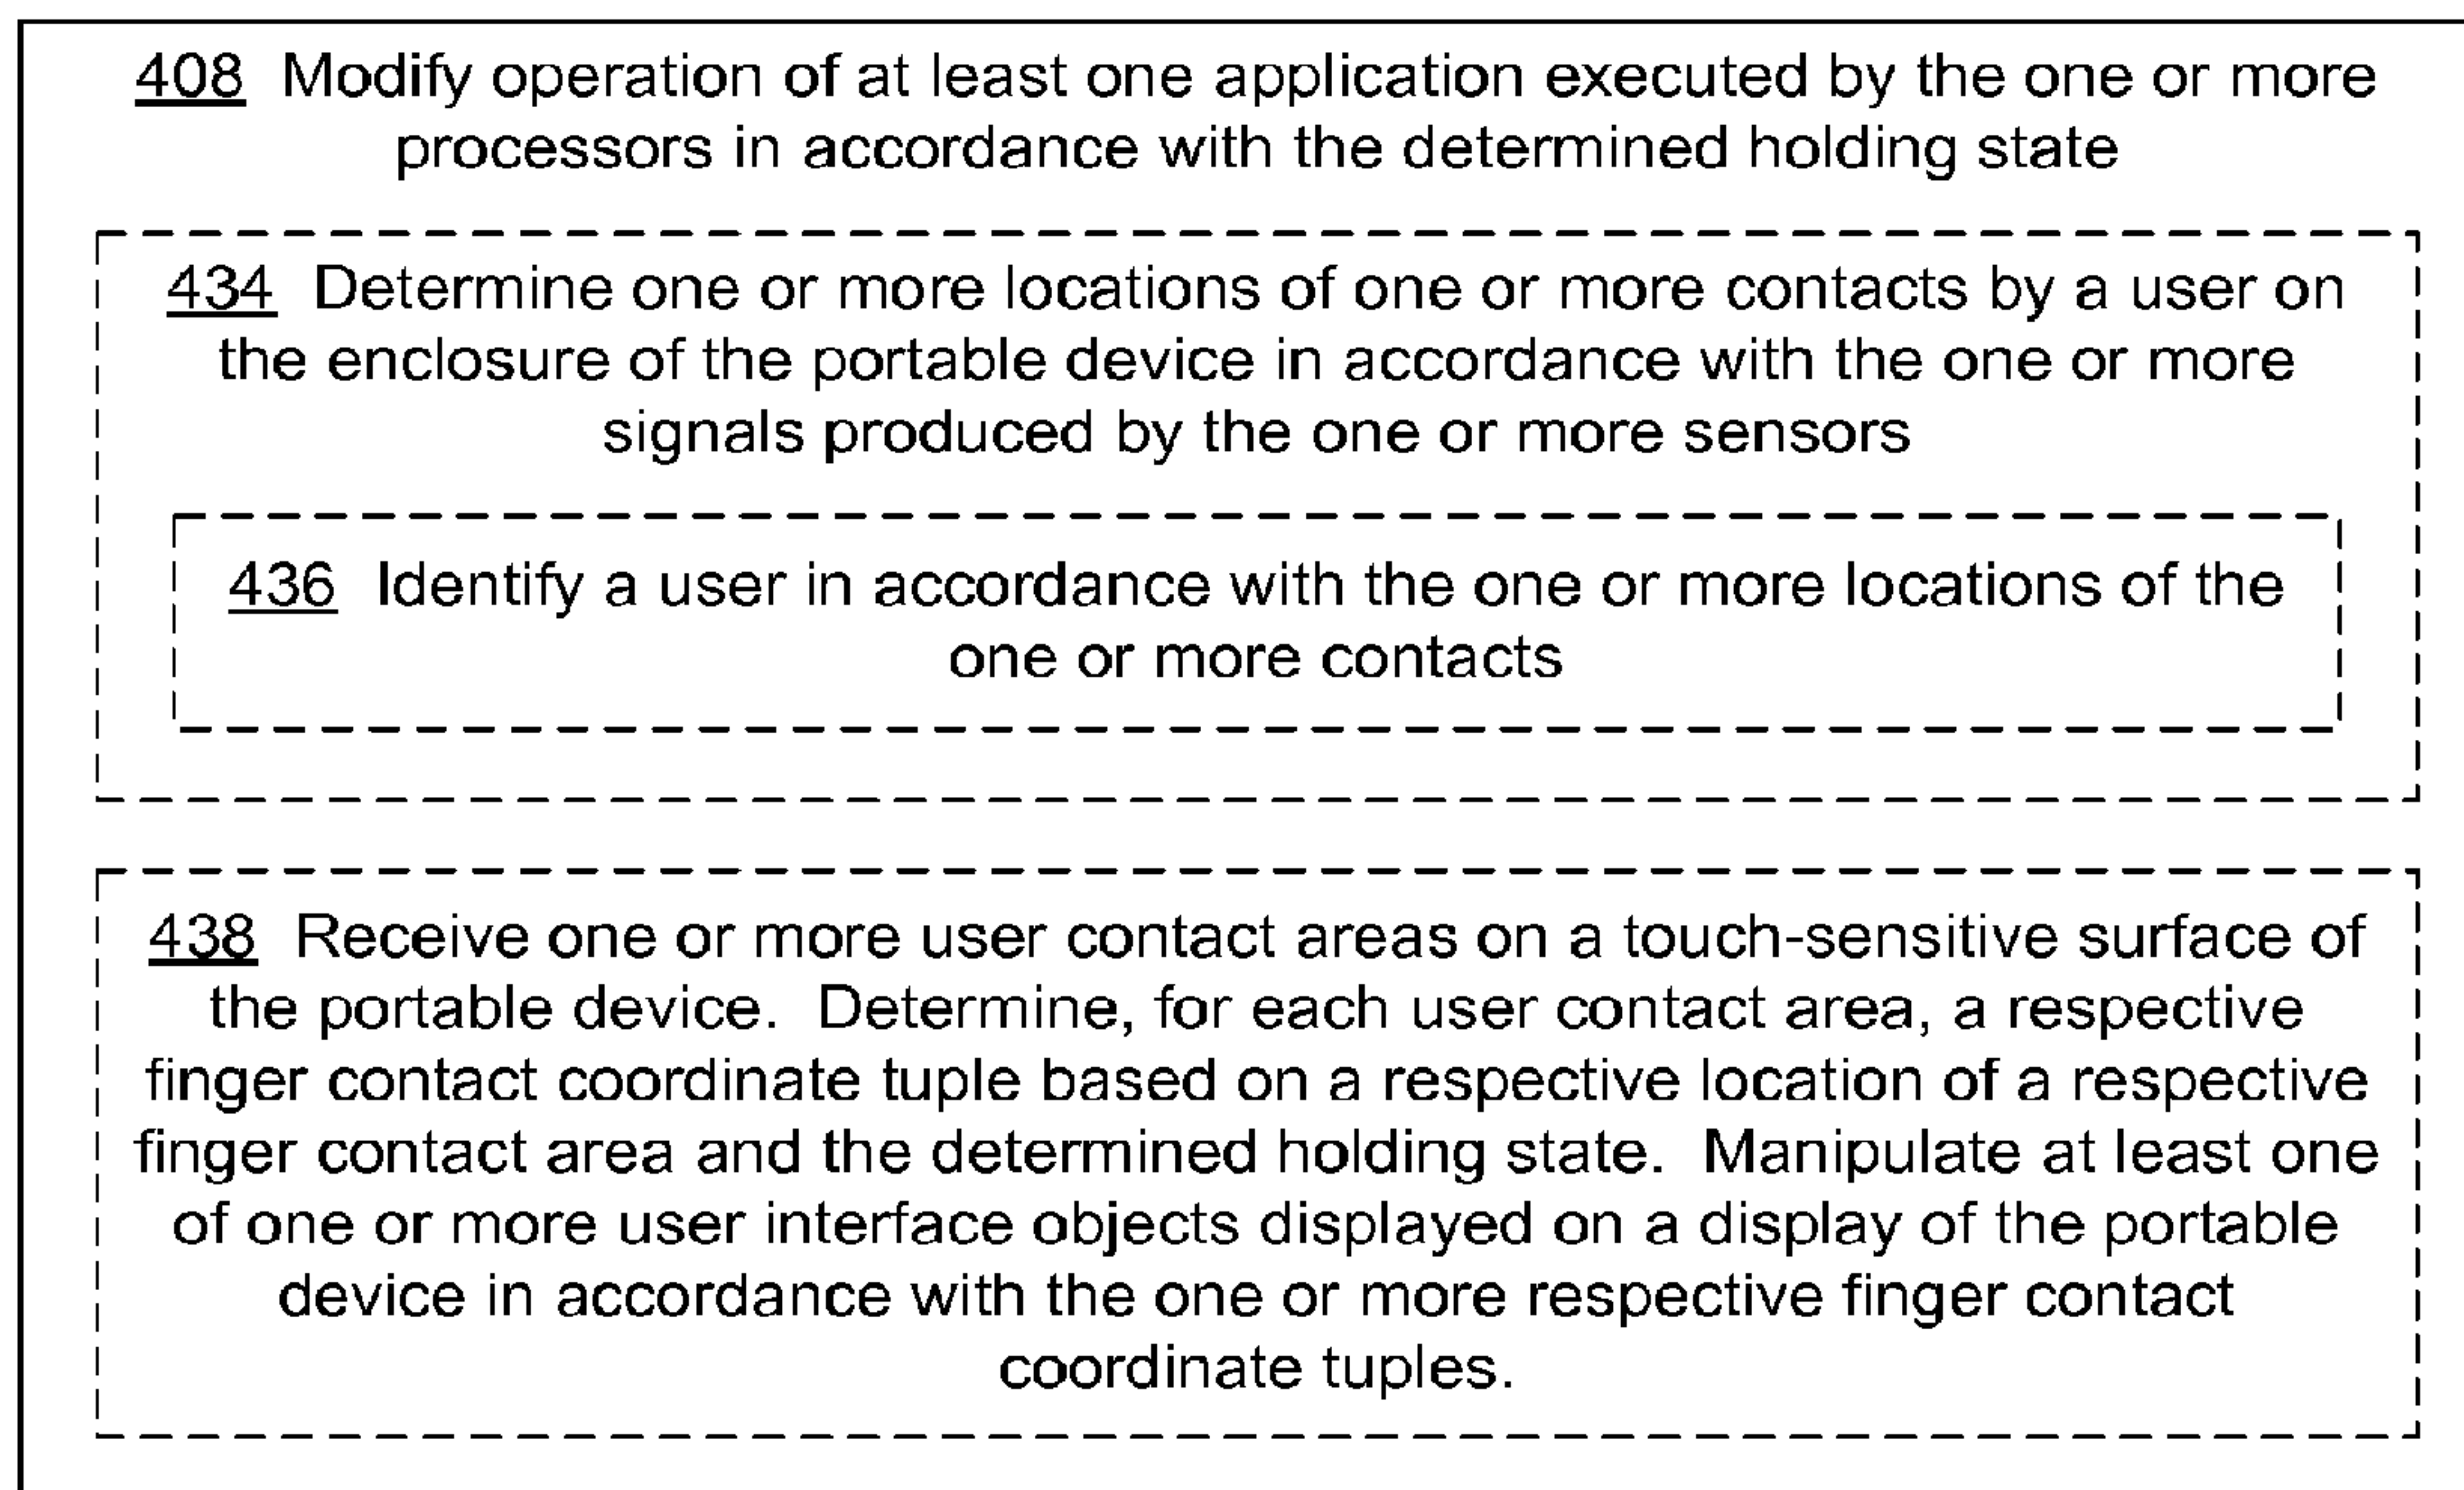 408 Modify operation of at least one application executed by the one or more
processors in accordance with the determined holding state
434 Determine one or more locations of one or more contacts by a user on
the enclosure of the portable device in accordance with the one or more
signals produced by the one or more sensors
436 Identify a user in accordance with the one or more locations of the
one or more contacts
438 Receive one or more user contact areas on a touch-sensitive surface of
the portable device. Determine, for each user contact area, a respective
finger contact coordinate tuple based on a respective location of a respective
finger contact area and the determined holding state. Manipulate at least one
of one or more user interface objects displayed on a display of the portable
device in accordance with the one or more respective finger contact
coordinate tuples.